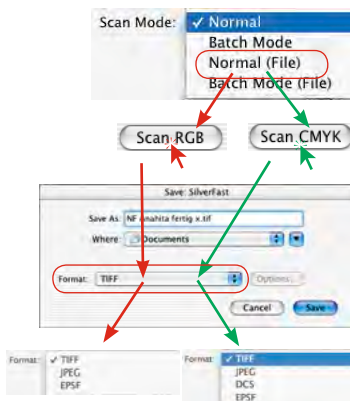 Scan Mode: ✓ Normal
Batch Mode
Normal (File)
Batch Mode (File)
Scan RGB Scan CMYK
Save: SilverFast
Save As: NF Anahita fertig x.tif
Where: Documents
Format: TIFF Options...
Cancel Save
Format: ✓ TIFF
JPEG
EPSF
Format: ✓ TIFF
JPEG
DCS
EPSF